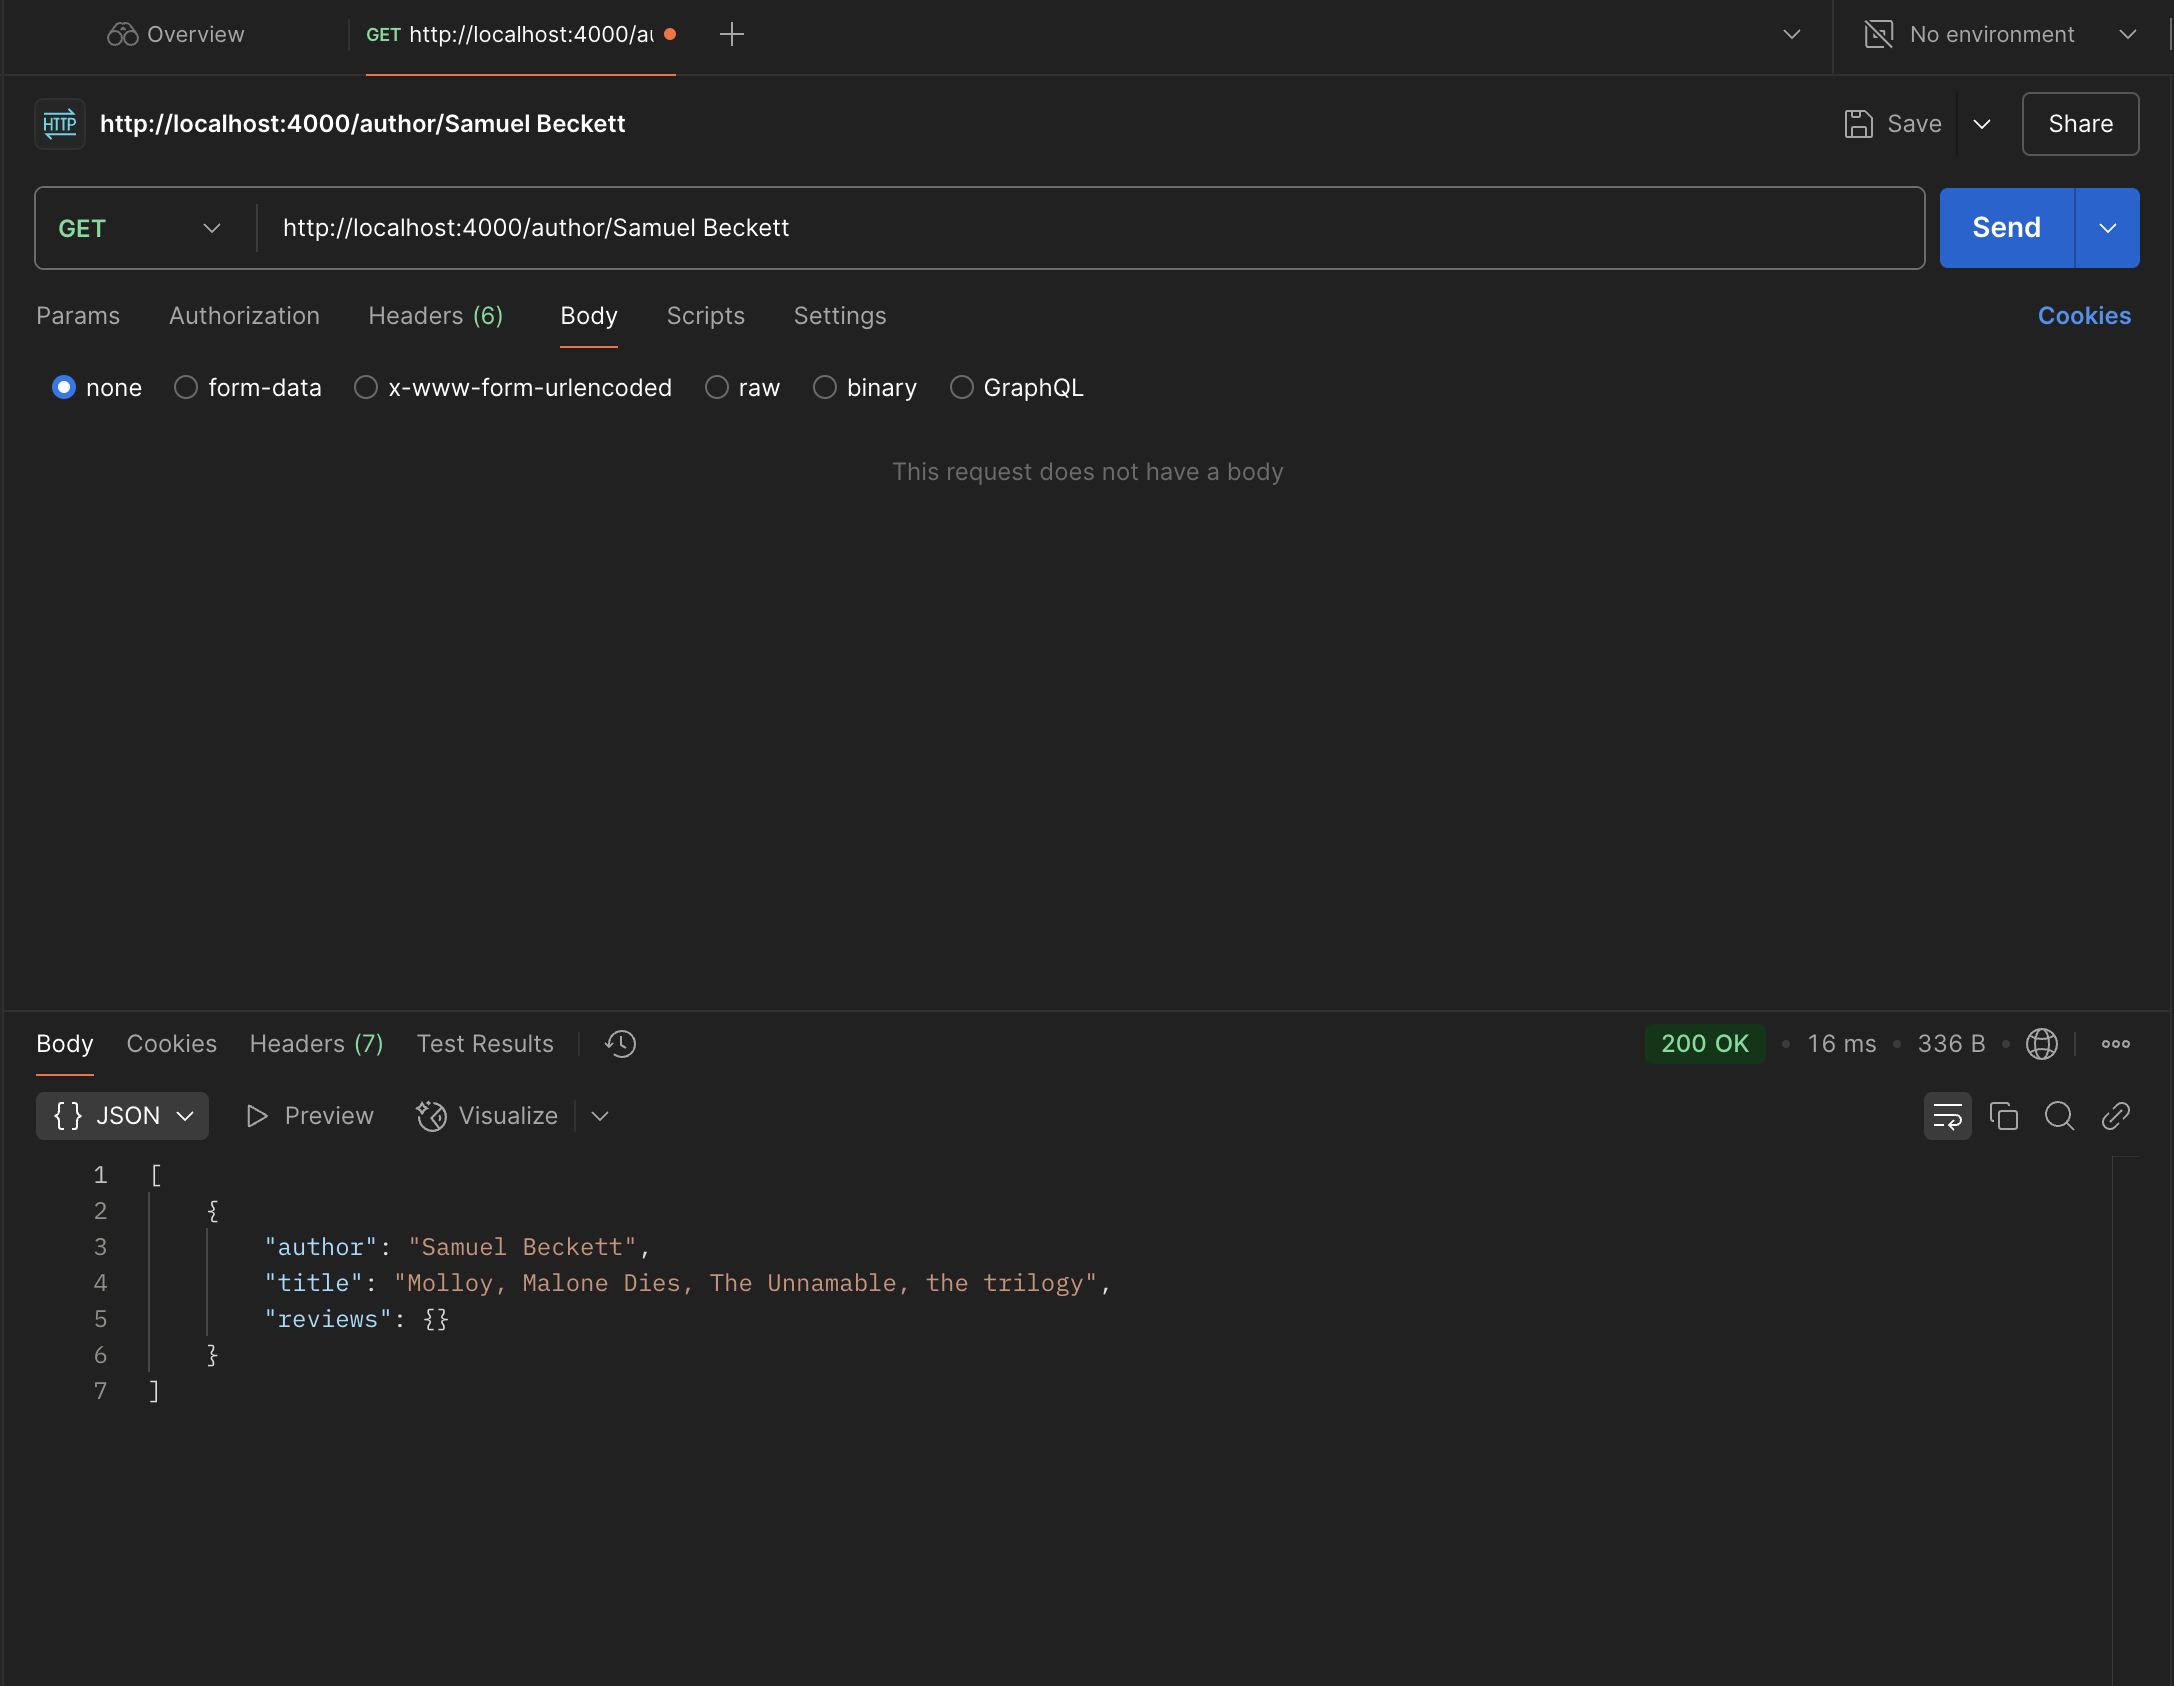 Overview
GET http://localhost:4000/au
No environment
HTTP http://localhost:4000/author/Samuel Beckett
Save
Share
GET http://localhost:4000/author/Samuel Beckett
Send
Params Authorization Headers (6) Body Scripts Settings
Cookies
none form-data x-www-form-urlencoded raw binary GraphQL
This request does not have a body
Body Cookies Headers (7) Test Results
200 OK • 16 ms • 336 B •
{} JSON Preview Visualize
1 [
2 {
3 "author": "Samuel Beckett",
4 "title": "Molloy, Malone Dies, The Unnamable, the trilogy",
5 "reviews": {}
6 }
7 ]